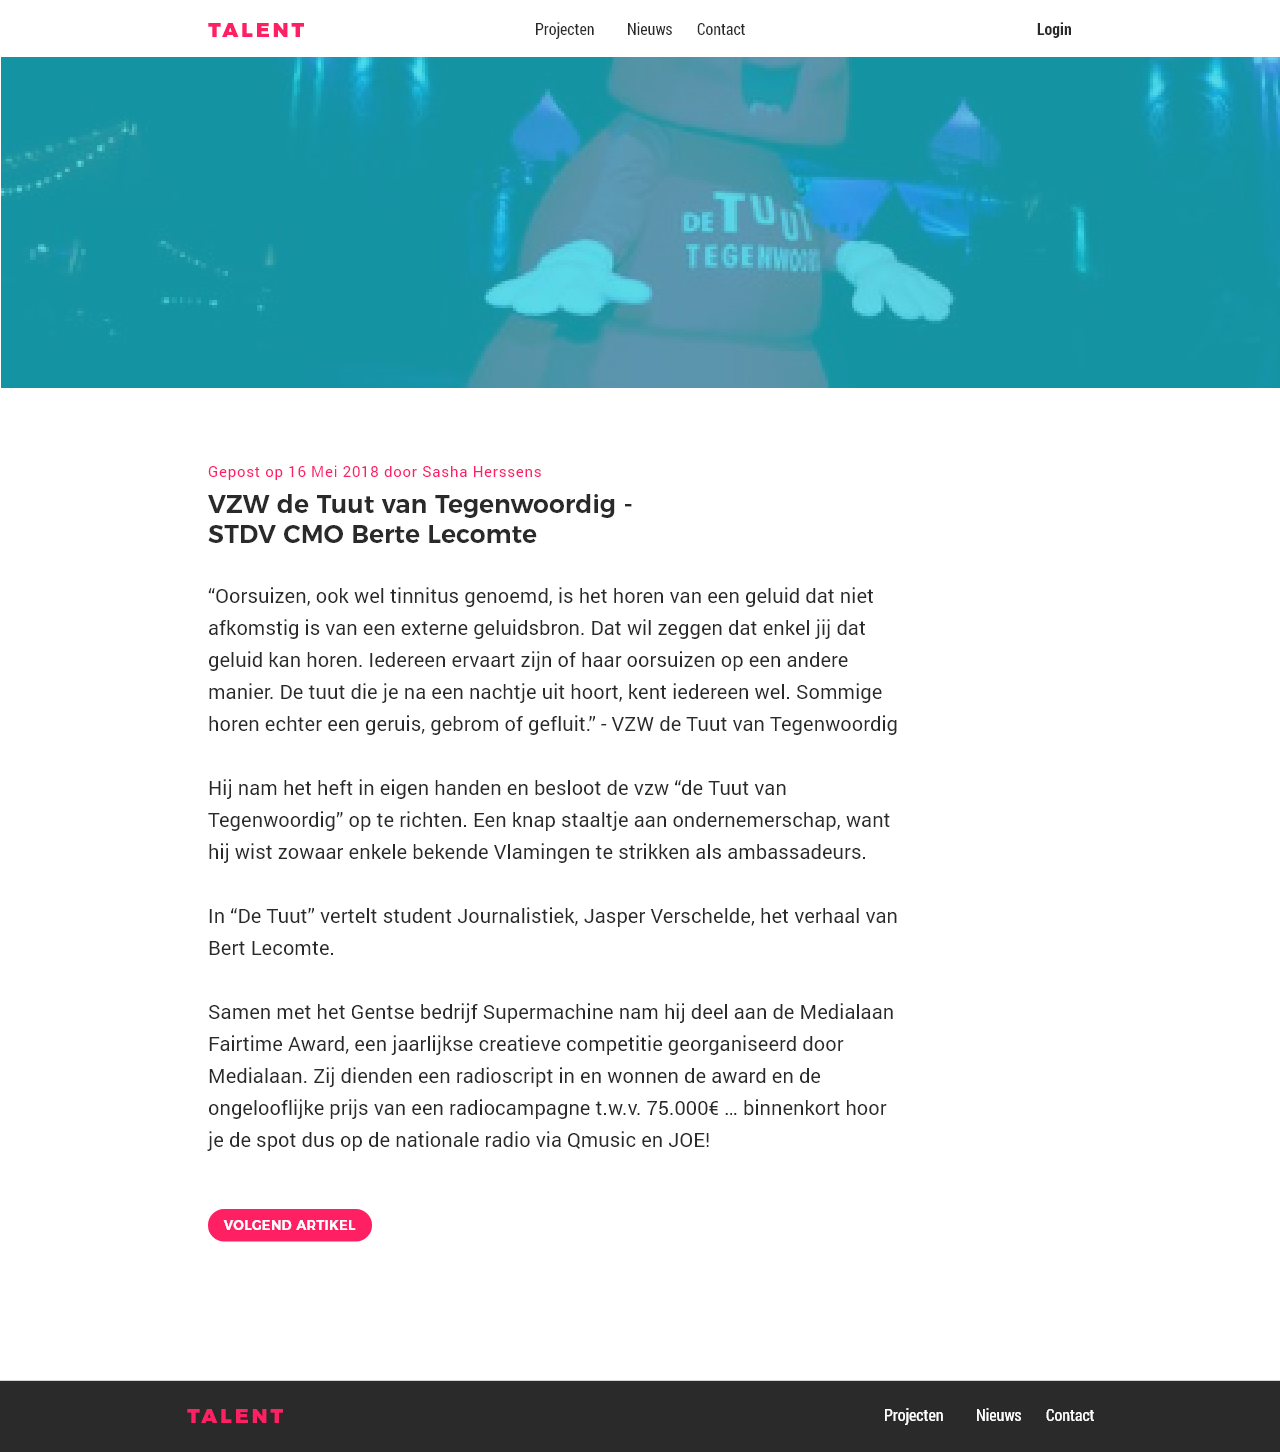 TALENT
Projecten Nieuws Contact
Login
DE TUUT
TEGENWOORD
Gepost op 16 Mei 2018 door Sasha Herssens
VZW de Tuut van Tegenwoordig -
STDV CMO Berte Lecomte
“Oorsuizen, ook wel tinnitus genoemd, is het horen van een geluid dat niet
afkomstig is van een externe geluidsbron. Dat wil zeggen dat enkel jij dat
geluid kan horen. Iedereen ervaart zijn of haar oorsuizen op een andere
manier. De tuut die je na een nachtje uit hoort, kent iedereen wel. Sommige
horen echter een geruis, gebrom of gefluit.” - VZW de Tuut van Tegenwoordig
Hij nam het heft in eigen handen en besloot de vzw “de Tuut van
Tegenwoordig” op te richten. Een knap staaltje aan ondernemerschap, want
hij wist zowaar enkele bekende Vlamingen te strikken als ambassadeurs.
In “De Tuut” vertelt student Journalistiek, Jasper Verschelde, het verhaal van
Bert Lecomte.
Samen met het Gentse bedrijf Supermachine nam hij deel aan de Medialaan
Fairtime Award, een jaarlijkse creatieve competitie georganiseerd door
Medialaan. Zij dienden een radioscript in en wonnen de award en de
ongelooflijke prijs van een radiocampagne t.w.v. 75.000€ … binnenkort hoor
je de spot dus op de nationale radio via Qmusic en JOE!
VOLGEND ARTIKEL
TALENT
Projecten Nieuws Contact